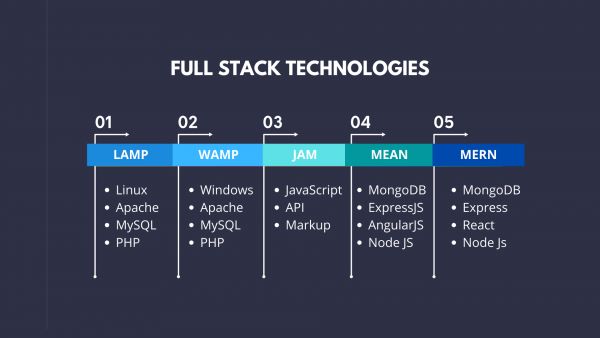 FULL STACK TECHNOLOGIES
01
LAMP
• Linux
• Apache
• MySQL
• PHP
02
WAMP
• Windows
• Apache
• MySQL
• PHP
03
JAM
• JavaScript
• API
• Markup
04
MEAN
• MongoDB
• ExpressJS
• AngularJS
• Node JS
05
MERN
• MongoDB
• Express
• React
• Node Js